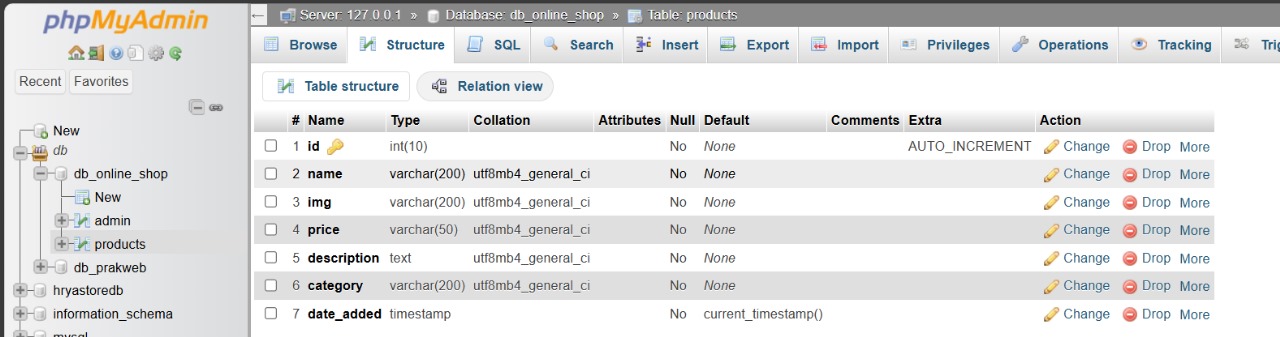 phpMyAdmin
Recent Favorites
New
db
db_online_shop
New
admin
products
db_prakweb
hryastoredb
information_schema
mysql
Server: 127.0.0.1 » Database: db_online_shop » Table: products
Browse Structure SQL Search Insert Export Import Privileges Operations Tracking Trig
Table structure Relation view
# Name Type Collation Attributes Null Default Comments Extra Action
1 id int(10) No None AUTO_INCREMENT Change Drop More
2 name varchar(200) utf8mb4_general_ci No None Change Drop More
3 img varchar(200) utf8mb4_general_ci No None Change Drop More
4 price varchar(50) utf8mb4_general_ci No None Change Drop More
5 description text utf8mb4_general_ci No None Change Drop More
6 category varchar(200) utf8mb4_general_ci No None Change Drop More
7 date_added timestamp No current_timestamp() Change Drop More